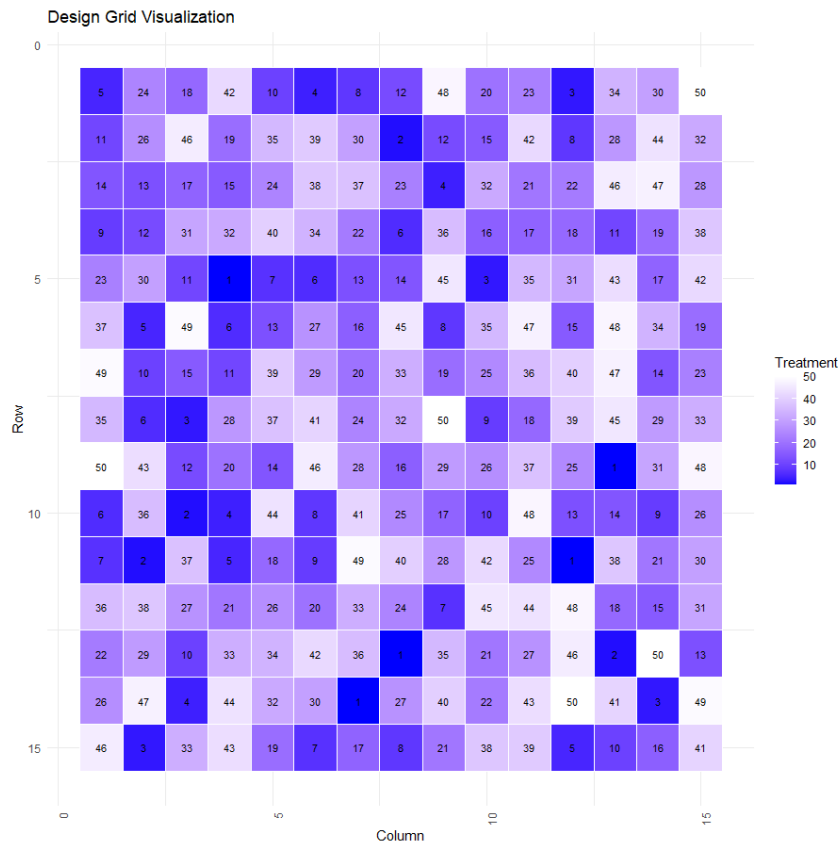 Design Grid Visualization
0
5 24 18 42 10 4 8 12 48 20 23 3 34 30 50
11 26 46 19 35 39 30 2 12 15 42 8 28 44 32
14 13 17 15 24 38 37 23 4 32 21 22 46 47 28
9 12 31 32 40 34 22 6 36 16 17 18 11 19 38
5 23 30 11 1 7 6 13 14 45 3 35 31 43 17 42
37 5 49 6 13 27 16 45 8 35 47 15 48 34 19
49 10 15 11 39 29 20 33 19 25 36 40 47 14 23
35 6 3 28 37 41 24 32 50 9 18 39 45 29 33
50 43 12 20 14 46 28 16 29 26 37 25 1 31 48
10 6 36 2 4 44 8 41 25 17 10 48 13 14 9 26
7 2 37 5 18 9 49 40 28 42 25 1 38 21 30
36 38 27 21 26 20 33 24 7 45 44 48 18 15 31
22 29 10 33 34 42 36 1 35 21 27 46 2 50 13
26 47 4 44 32 30 1 27 40 22 43 50 41 3 49
15 46 3 33 43 19 7 17 8 21 38 39 5 10 16 41
0 5 10 15
Column
Row
Treatment
50
40
30
20
10